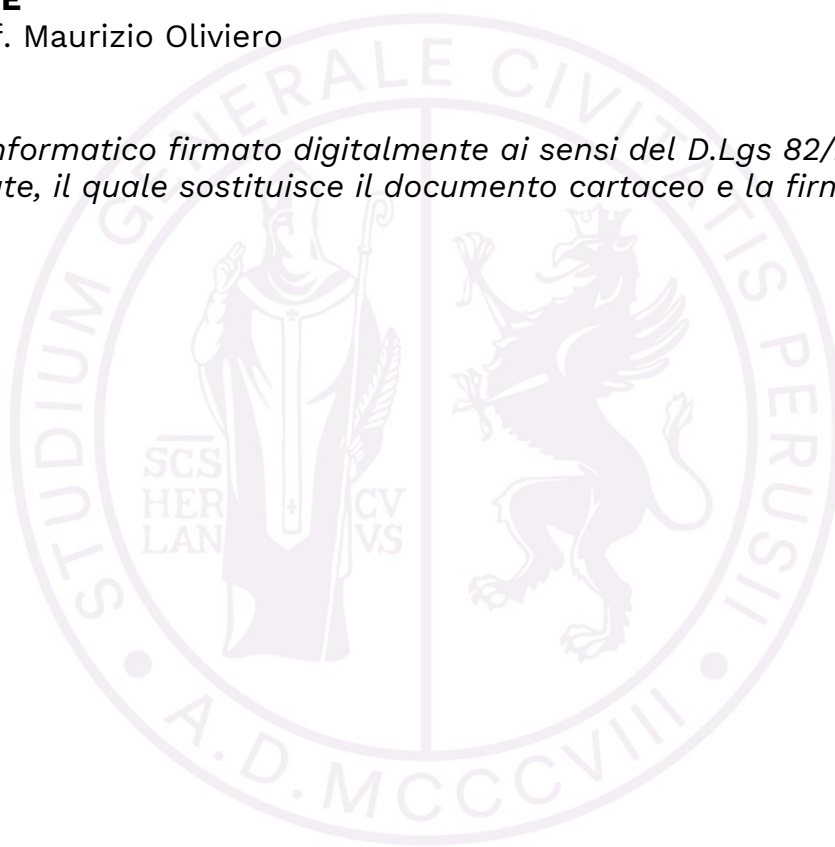 E
f. Maurizio Oliviero
nformatico firmato digitalmente ai sensi del D.Lgs 82/
te, il quale sostituisce il documento cartaceo e la firm
STUDIUM GENERALE CIVITATIS PERUSII
SCS
HER
LAN
CV
VS
• A.D. MCCCVIII •